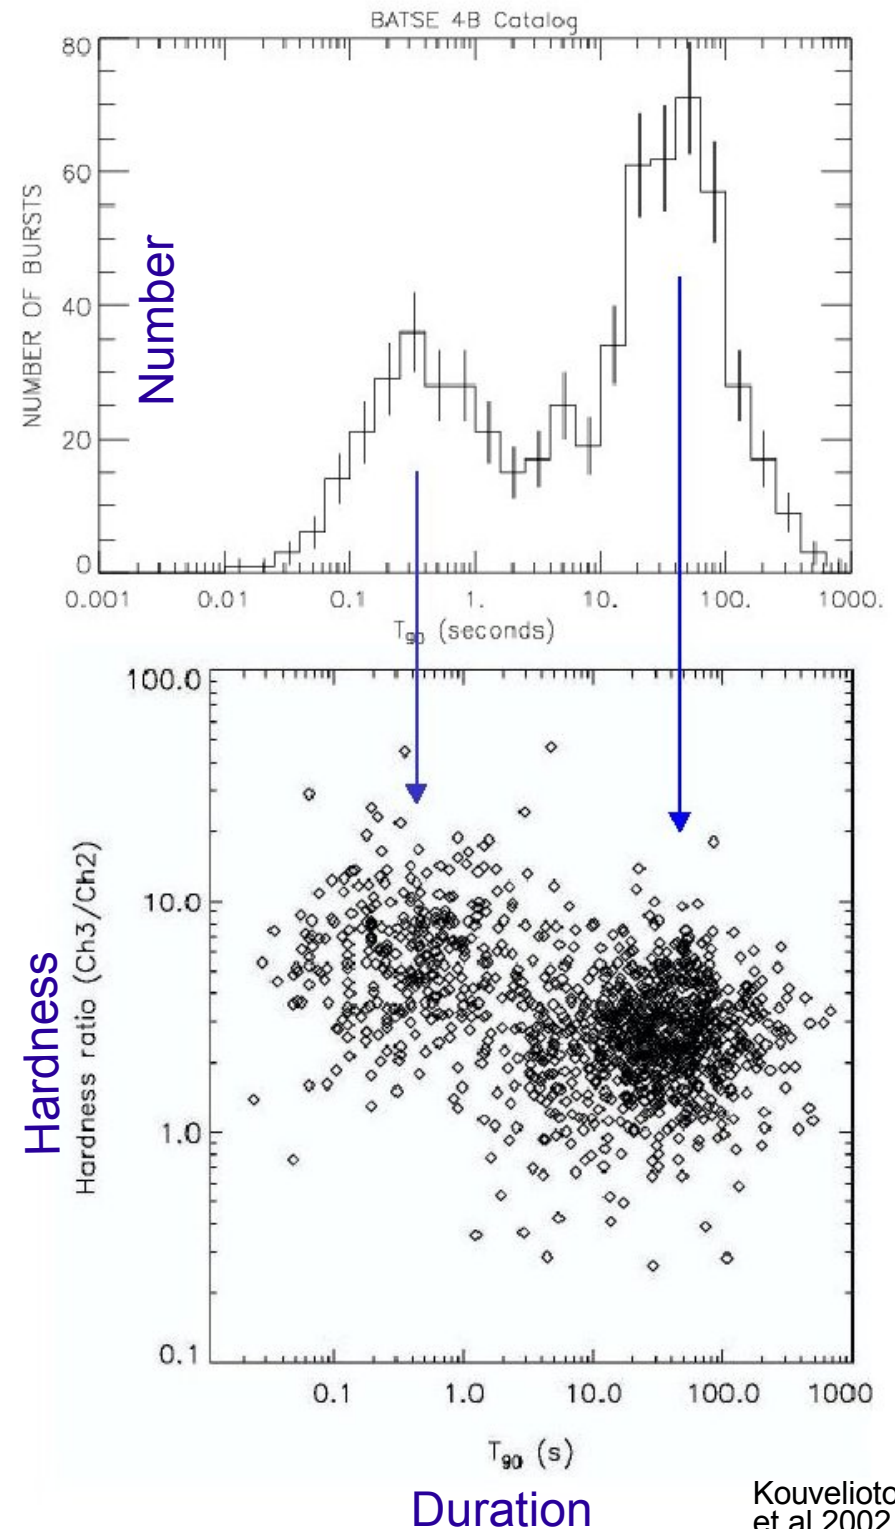 BATSE 4B Catalog
80
60
40
20
0
NUMBER OF BURSTS
Number
0.001 0.01 0.1 1. 10. 100. 1000.
T90 (seconds)
100.0
10.0
1.0
0.1
Hardness
Hardness ratio (Ch3/Ch2)
0.1 1.0 10.0 100.0 1000
T90 (s)
Duration
Kouvelioto
et al 2002